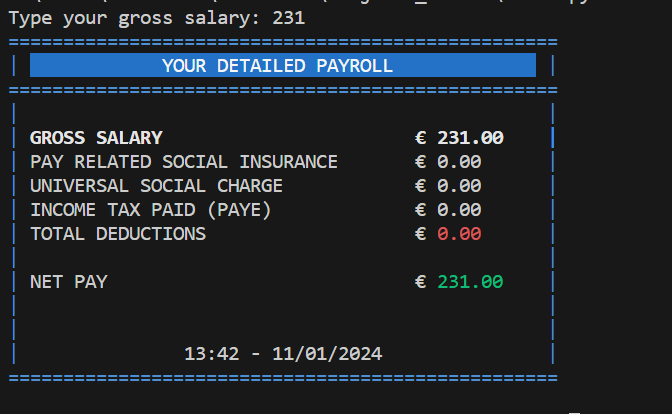 Type your gross salary: 231
==================================================
| YOUR DETAILED PAYROLL |
==================================================
| |
| GROSS SALARY € 231.00 |
| PAY RELATED SOCIAL INSURANCE € 0.00 |
| UNIVERSAL SOCIAL CHARGE € 0.00 |
| INCOME TAX PAID (PAYE) € 0.00 |
| TOTAL DEDUCTIONS € 0.00 |
| |
| NET PAY € 231.00 |
| |
| |
| 13:42 - 11/01/2024 |
==================================================